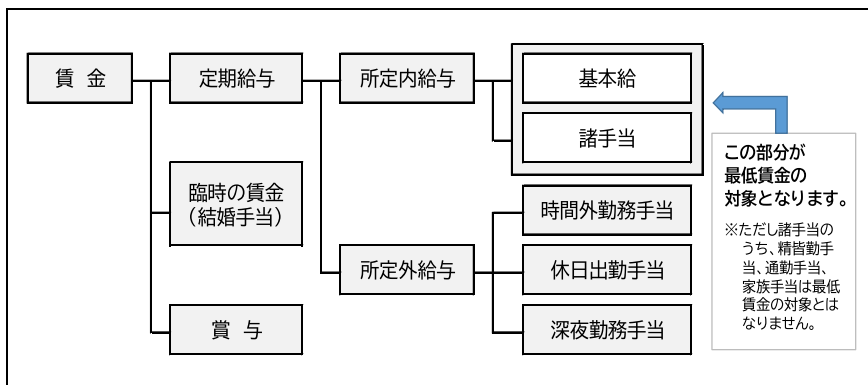 賃 金
定期給与
所定内給与
基本給
諸手当
臨時の賃金
（結婚手当）
所定外給与
時間外勤務手当
休日出勤手当
賞 与
深夜勤務手当
この部分が
最低賃金の
対象となります。
※ただし諸手当の
うち、精皆勤手
当、通勤手当、
家族手当は最低
賃金の対象とは
なりません。